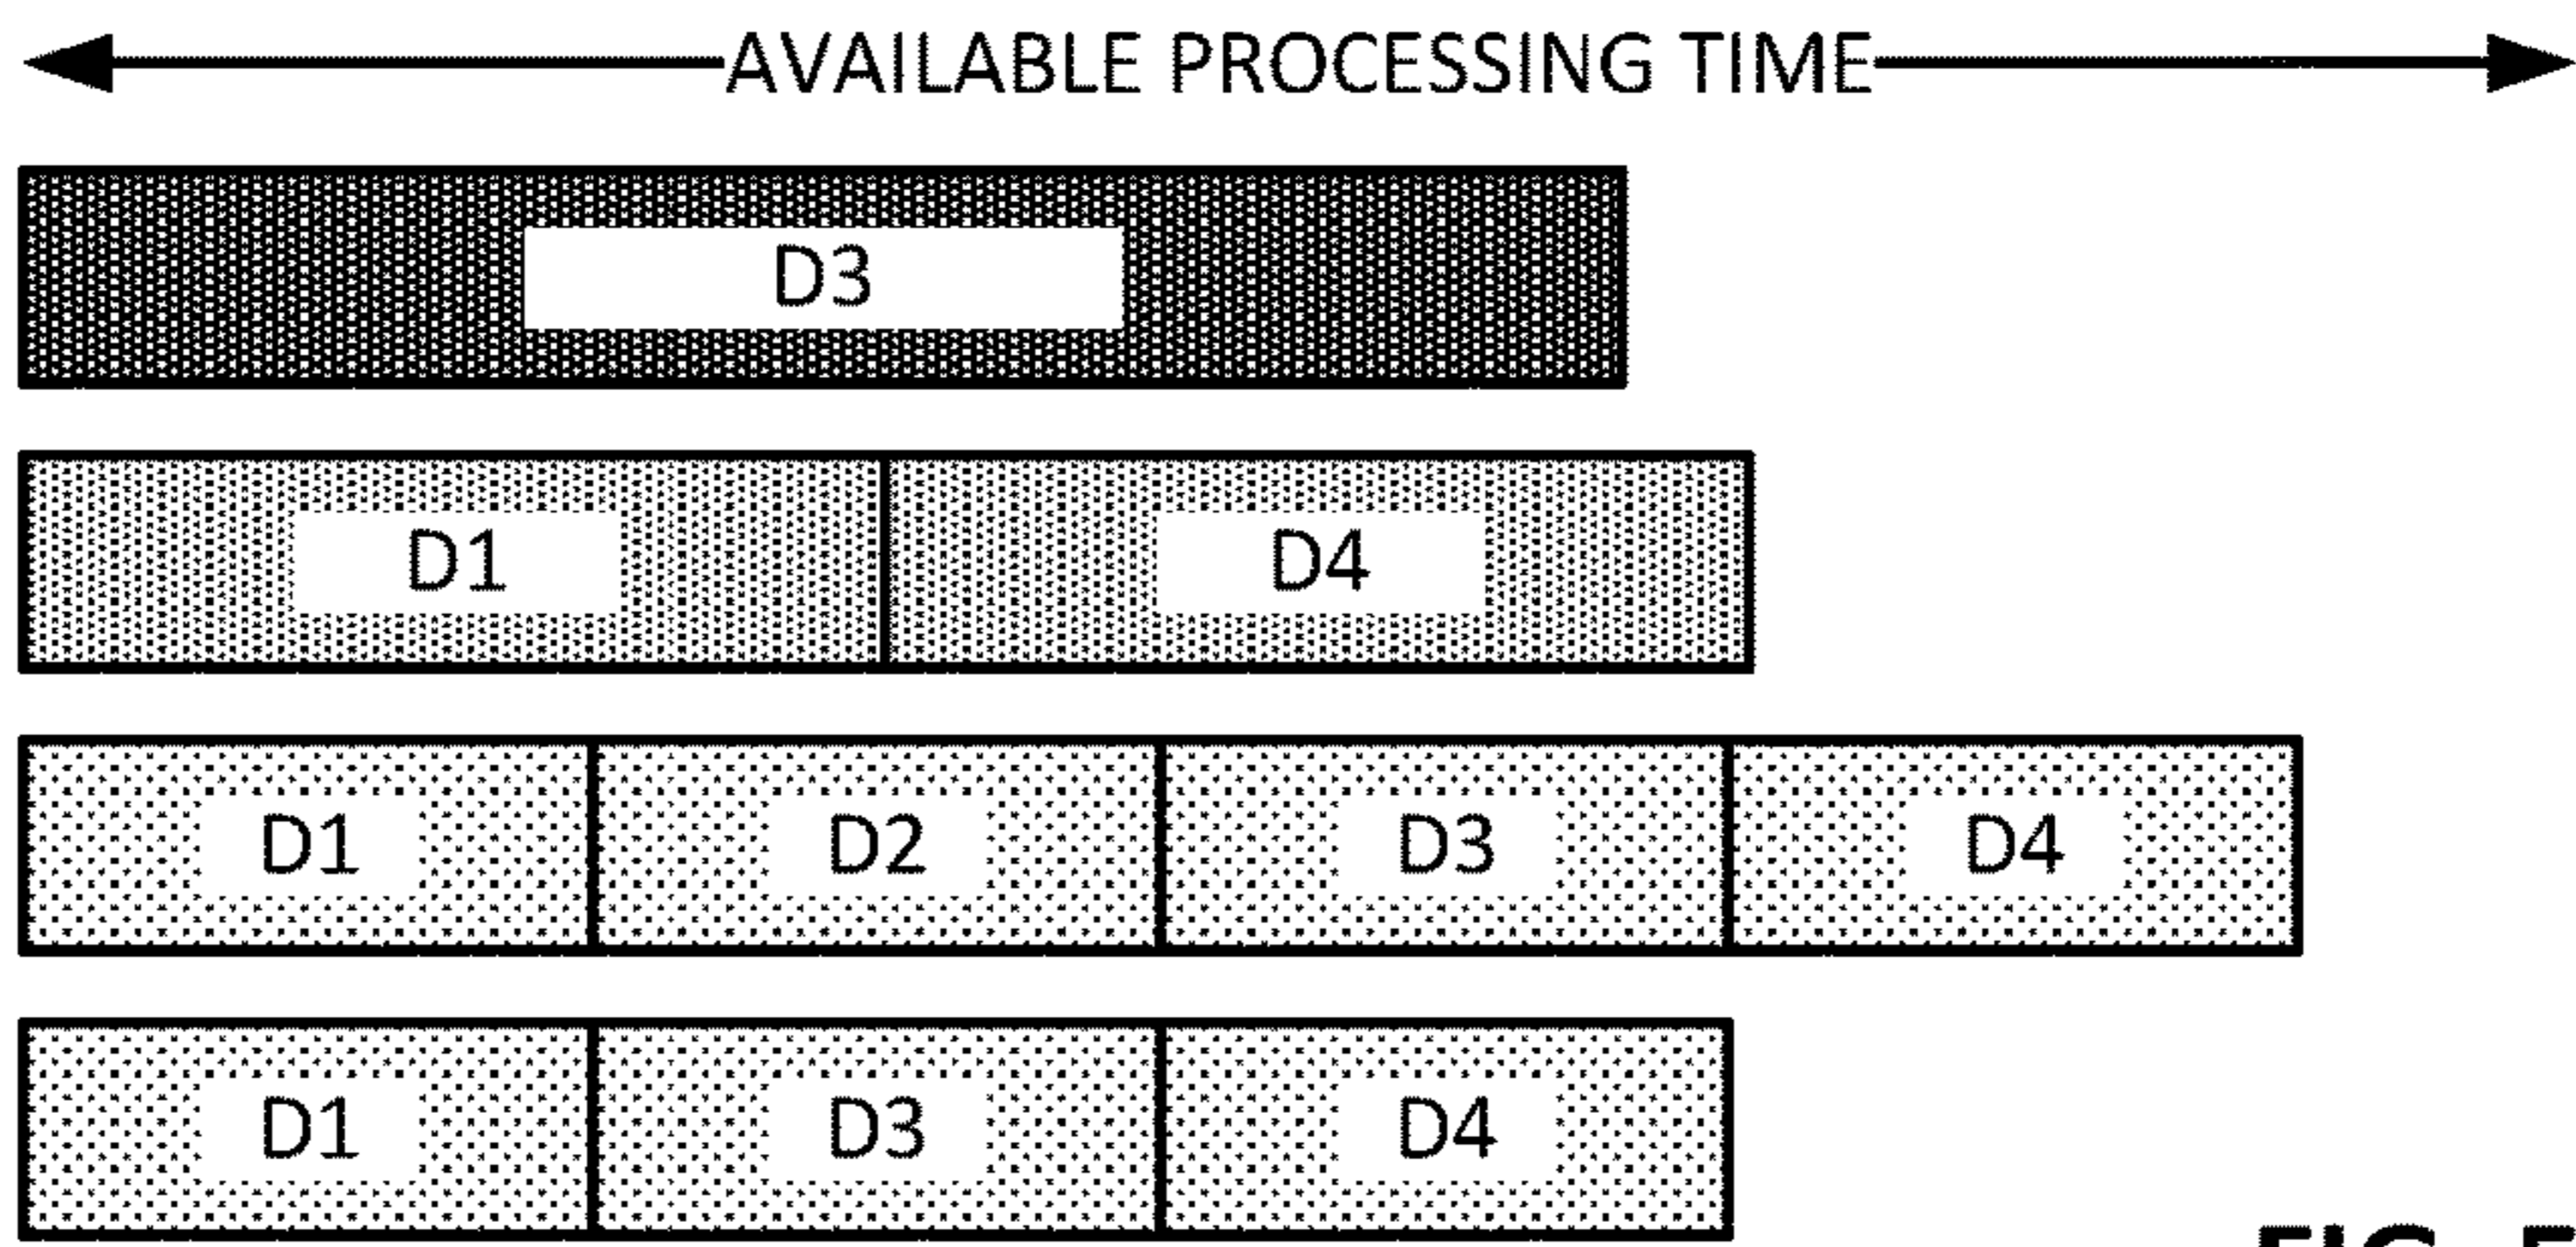 AVAILABLE PROCESSING TIME
D3
D1 D4
D1 D2 D3 D4
D1 D3 D4